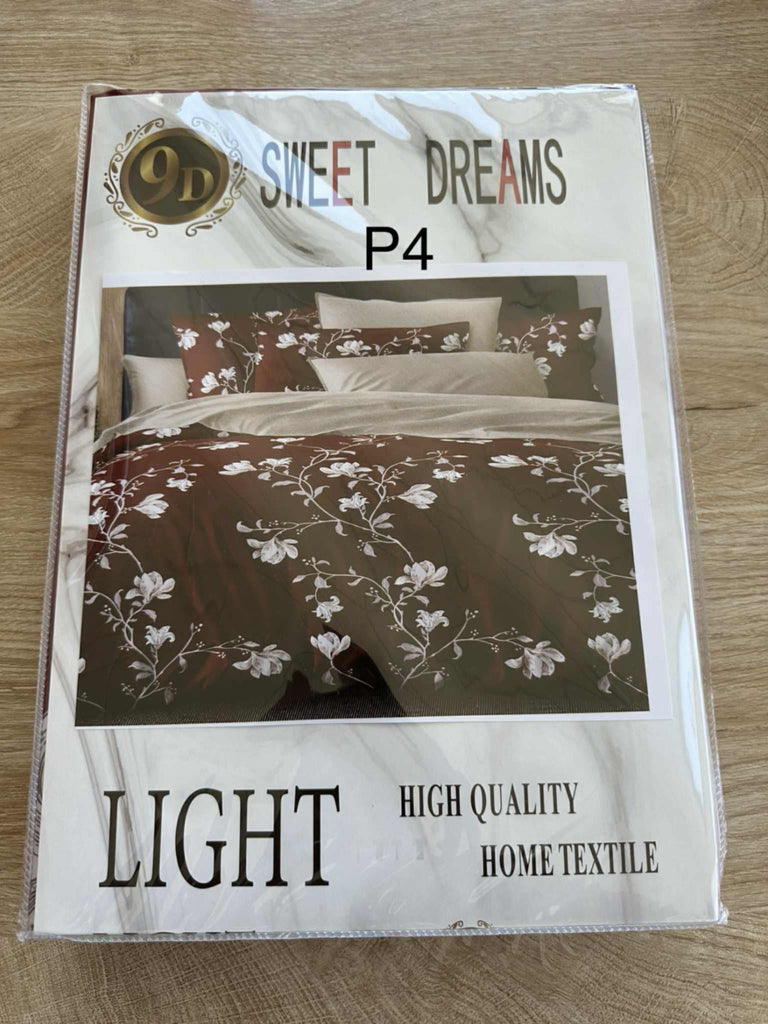 9D
SWEET DREAMS
P4
LIGHT
HIGH QUALITY
HOME TEXTILE